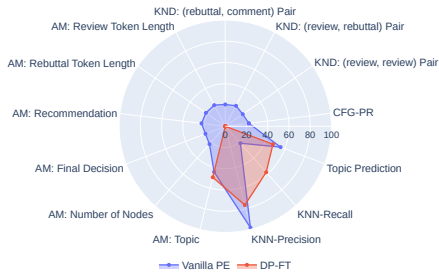 KND: (rebuttal, comment) Pair
AM: Review Token Length
KND: (review, rebuttal) Pair
AM: Rebuttal Token Length
KND: (review, review) Pair
AM: Recommendation
CFG-PR
0 20 40 60 80 100
AM: Final Decision
Topic Prediction
AM: Number of Nodes
KNN-Recall
AM: Topic
KNN-Precision
Vanilla PE
DP-FT